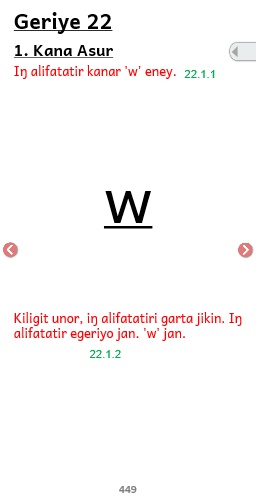 Geriye 22
1. Kana Asur
Iŋ alifatatir kanar 'w' eney. 22.1.1
w
Kiligit unor, iŋ alifatatiri garta jikin. Iŋ
alifatatir egeriyo jan. 'w' jan.
22.1.2
449